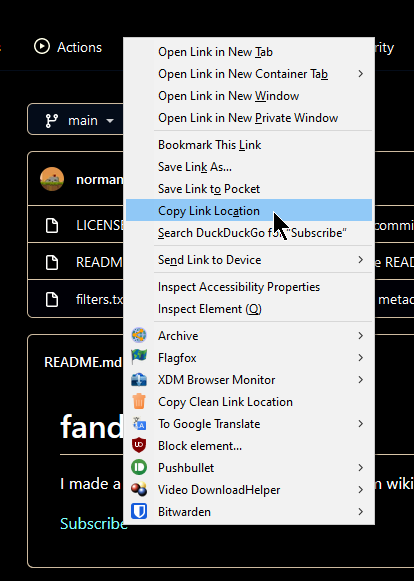 Actions
rity
main
norman
LICENSE
commi
README
e READ
filters.tx
metad
README.md
fand
I made a
m wiki
Subscribe
Open Link in New Tab
Open Link in New Container Tab
Open Link in New Window
Open Link in New Private Window
Bookmark This Link
Save Link As...
Save Link to Pocket
Copy Link Location
Search DuckDuckGo for "Subscribe"
Send Link to Device
Inspect Accessibility Properties
Inspect Element (Q)
Archive
Flagfox
XDM Browser Monitor
Copy Clean Link Location
To Google Translate
Block element...
Pushbullet
Video DownloadHelper
Bitwarden